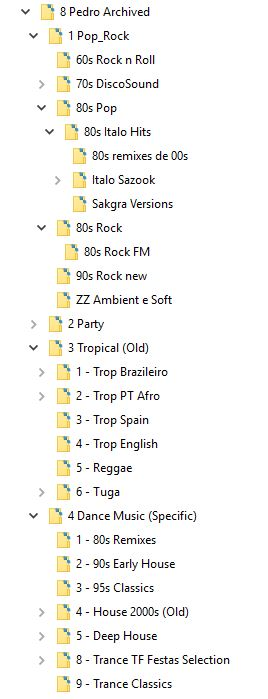 8 Pedro Archived
1 Pop_Rock
60s Rock n Roll
70s DiscoSound
80s Pop
80s Italo Hits
80s remixes de 00s
Italo Sazook
Sakgra Versions
80s Rock
80s Rock FM
90s Rock new
ZZ Ambient e Soft
2 Party
3 Tropical (Old)
1 - Trop Brazileiro
2 - Trop PT Afro
3 - Trop Spain
4 - Trop English
5 - Reggae
6 - Tuga
4 Dance Music (Specific)
1 - 80s Remixes
2 - 90s Early House
3 - 95s Classics
4 - House 2000s (Old)
5 - Deep House
8 - Trance TF Festas Selection
9 - Trance Classics